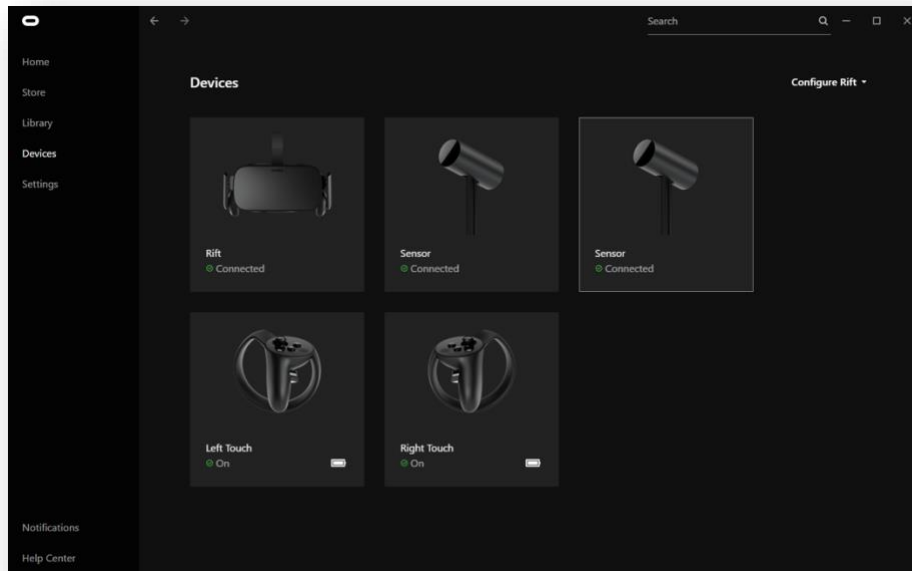 Search
Home
Store
Library
Devices
Settings
Devices
Configure Rift
Rift
Connected
Sensor
Connected
Sensor
Connected
Left Touch
On
Right Touch
On
Notifications
Help Center